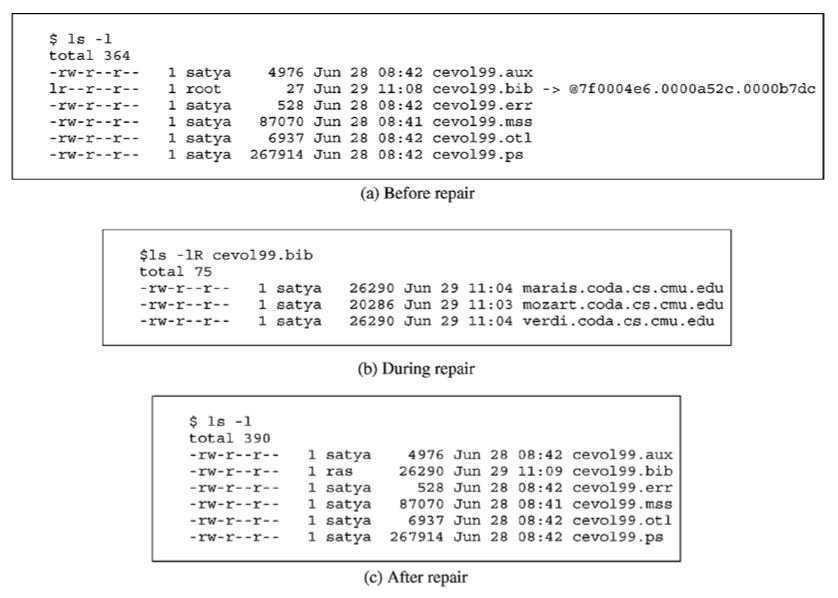 $ ls -l
total 364
-rw-r--r-- 1 satya 4976 Jun 28 08:42 cevol99.aux
lr--r--r-- 1 root 27 Jun 29 11:08 cevol99.bib -> @7f0004e6.0000a52c.0000b7dc
-rw-r--r-- 1 satya 528 Jun 28 08:42 cevol99.err
-rw-r--r-- 1 satya 87070 Jun 28 08:41 cevol99.mss
-rw-r--r-- 1 satya 6937 Jun 28 08:42 cevol99.otl
-rw-r--r-- 1 satya 267914 Jun 28 08:42 cevol99.ps
(a) Before repair
$ls -lR cevol99.bib
total 75
-rw-r--r-- 1 satya 26290 Jun 29 11:04 marais.coda.cs.cmu.edu
-rw-r--r-- 1 satya 20286 Jun 29 11:03 mozart.coda.cs.cmu.edu
-rw-r--r-- 1 satya 26290 Jun 29 11:04 verdi.coda.cs.cmu.edu
(b) During repair
$ ls -l
total 390
-rw-r--r-- 1 satya 4976 Jun 28 08:42 cevol99.aux
-rw-r--r-- 1 ras 26290 Jun 29 11:09 cevol99.bib
-rw-r--r-- 1 satya 528 Jun 28 08:42 cevol99.err
-rw-r--r-- 1 satya 87070 Jun 28 08:41 cevol99.mss
-rw-r--r-- 1 satya 6937 Jun 28 08:42 cevol99.otl
-rw-r--r-- 1 satya 267914 Jun 28 08:42 cevol99.ps
(c) After repair